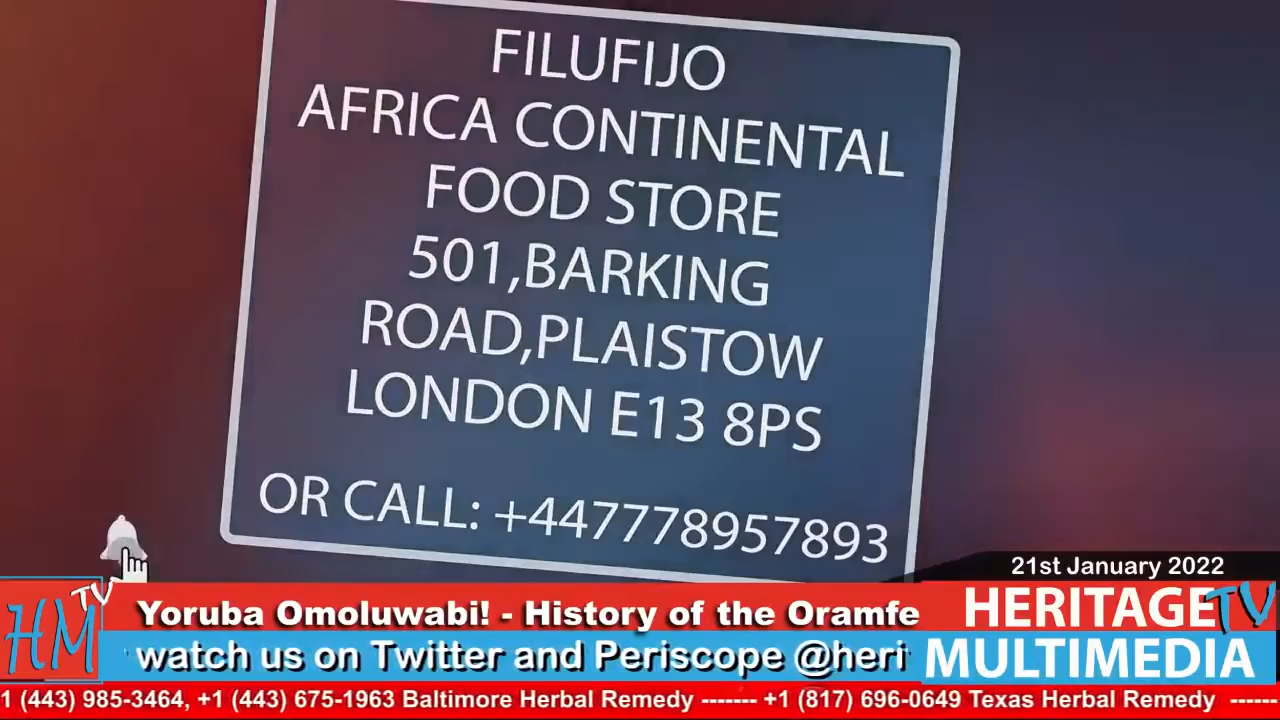 FILUFIJO
AFRICA CONTINENTAL
FOOD STORE
501,BARKING
ROAD,PLAISTOW
LONDON E13 8PS
OR CALL: +447778957893
21st January 2022
HM TV
Yoruba Omoluwabi! - History of the Oramfe
HERITAGE TV
watch us on Twitter and Periscope @heri
MULTIMEDIA
1 (443) 985-3464, +1 (443) 675-1963 Baltimore Herbal Remedy ------- +1 (817) 696-0649 Texas Herbal Remedy ------